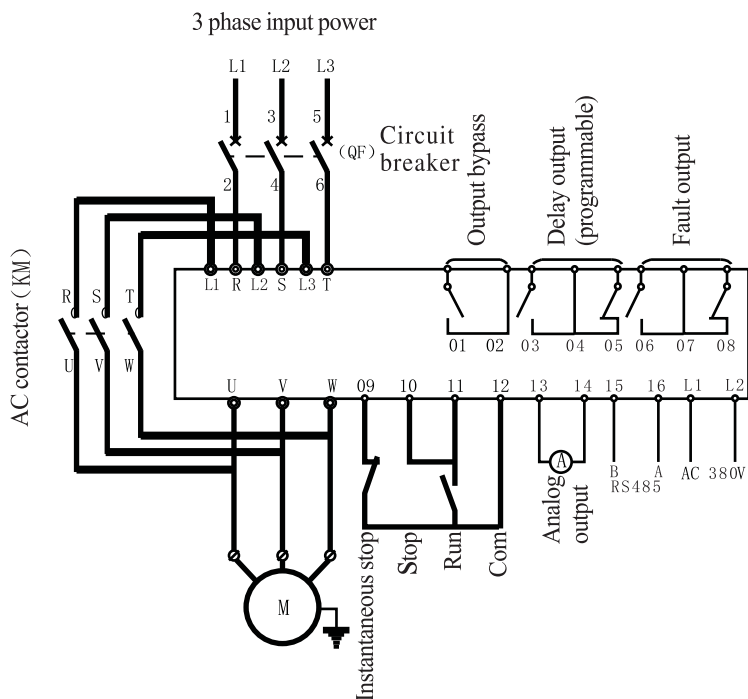 3 phase input power
L1 L2 L3
1 3 5
(QF) Circuit
breaker
2 4 6
Output bypass
Delay output
(programmable)
Fault output
AC contactor (KM)
R S T
U V W
L1 R L2 S L3 T
01 02 03 04 05 06 07 08
U V W 09 10 11 12 13 14 15 16 L1 L2
A
B A AC 380V
RS485
Analog
output
Instantaneous stop
Stop
Run
Com
M